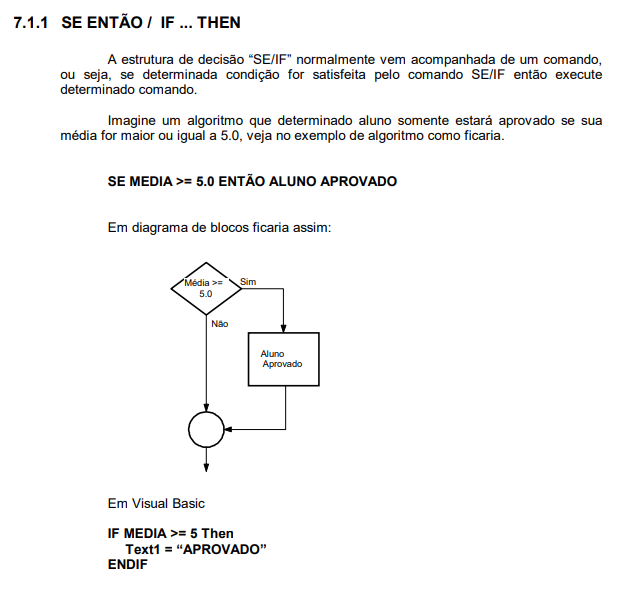 7.1.1 SE ENTÃO / IF ... THEN
A estrutura de decisão “SE/IF” normalmente vem acompanhada de um comando,
ou seja, se determinada condição for satisfeita pelo comando SE/IF então execute
determinado comando.
Imagine um algoritmo que determinado aluno somente estará aprovado se sua
média for maior ou igual a 5.0, veja no exemplo de algoritmo como ficaria.
SE MEDIA >= 5.0 ENTÃO ALUNO APROVADO
Em diagrama de blocos ficaria assim:
Média >=
5.0
Sim
Não
Aluno
Aprovado
Em Visual Basic
IF MEDIA >= 5 Then
Text1 = “APROVADO”
ENDIF